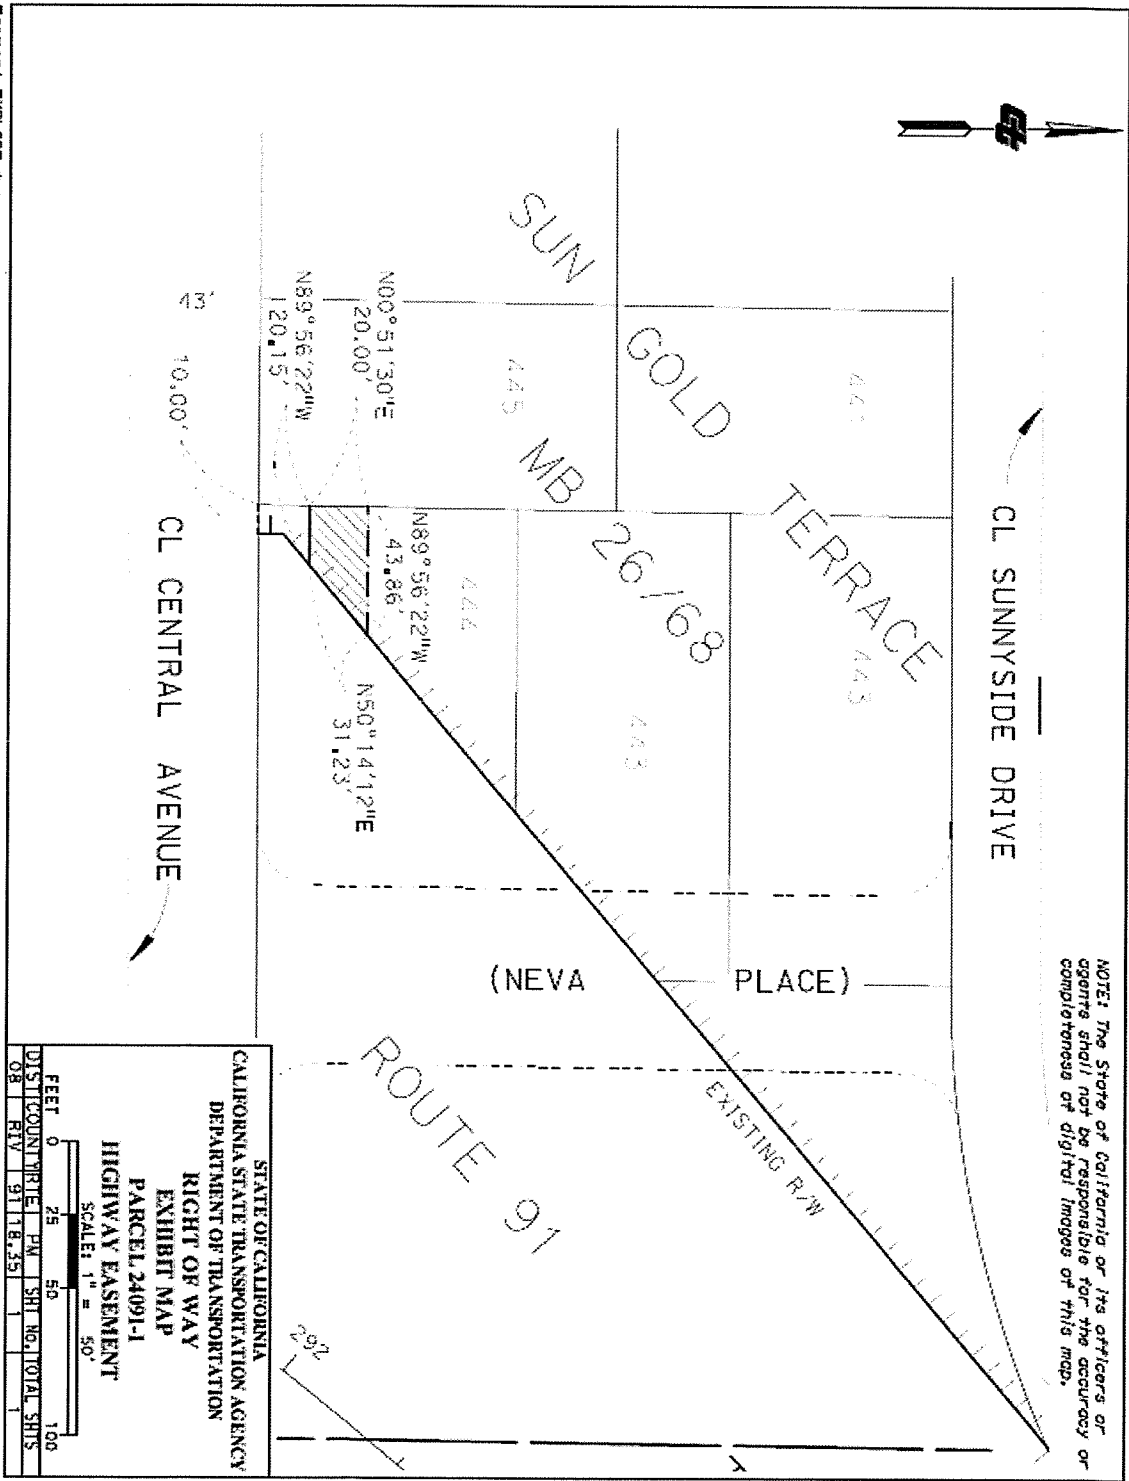 NOTE: The State of California or its officers or
agents shall not be responsible for the accuracy or
completeness of digital images of this map.
CL SUNNYSIDE DRIVE
SUN
GOLD
TERRACE
MB
26/68
445
444
443
443
N00°51'30"E
20.00'
N89°56'22"W
20.15'
N89°56'22"W
43.86'
N50°14'12"E
31.23'
43'
10.00'
CL CENTRAL AVENUE
(NEVA PLACE)
EXISTING R/W
ROUTE 91
292
STATE OF CALIFORNIA
CALIFORNIA STATE TRANSPORTATION AGENCY
DEPARTMENT OF TRANSPORTATION
RIGHT OF WAY
EXHIBIT MAP
PARCEL 24091-1
HIGHWAY EASEMENT
SCALE: 1" = 50'
FEET 0 25 50 100
DIST COUNTY RTE PM SHT NO. TOTAL SHTS
08 RIV 91 18.35 1 1